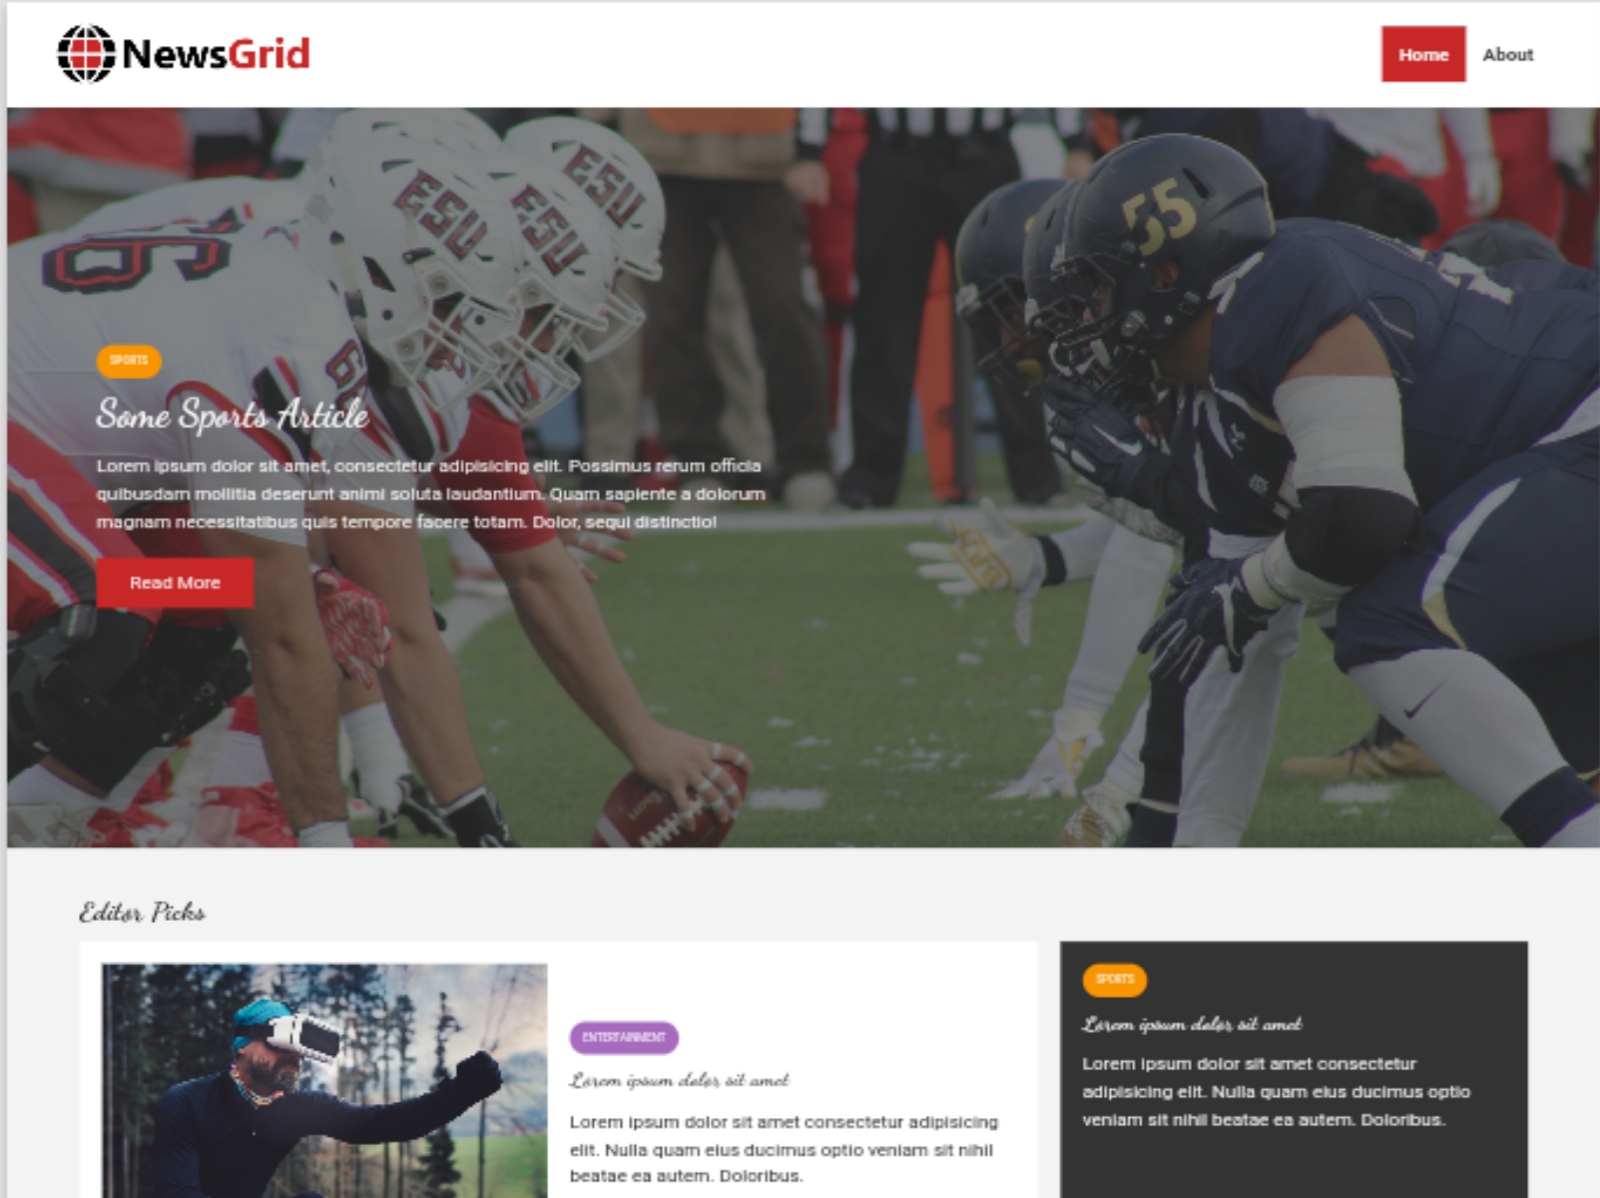 NewsGrid
Home
About
ESU
ESU
ESU
55
SPORTS
Some Sports Article
Lorem ipsum dolor sit amet, consectetur adipisicing elit. Possimus rerum officia
quibusdam mollitia deserunt animi soluta laudantium. Quam sapiente a dolorum
magnam necessitatibus quis tempore facere totam. Dolor, sequi distinctio!
Read More
Editor Picks
ENTERTAINMENT
Lorem ipsum dolor sit amet
Lorem ipsum dolor sit amet consectetur adipisicing
elit. Nulla quam eius ducimus optio veniam sit nihil
beatae ea autem. Doloribus.
SPORTS
Lorem ipsum dolor sit amet
Lorem ipsum dolor sit amet consectetur
adipisicing elit. Nulla quam eius ducimus optio
veniam sit nihil beatae ea autem. Doloribus.